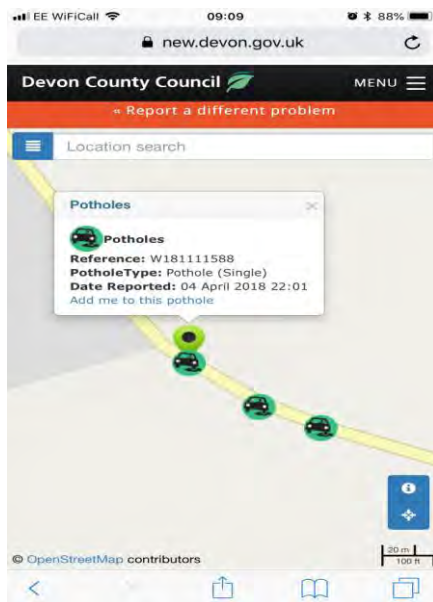 EE WiFiCall 09:09 88%
new.devon.gov.uk
Devon County Council MENU
« Report a different problem
Location search
Potholes
Potholes
Reference: W181111588
PotholeType: Pothole (Single)
Date Reported: 04 April 2018 22:01
Add me to this pothole
20 m
100 ft
© OpenStreetMap contributors